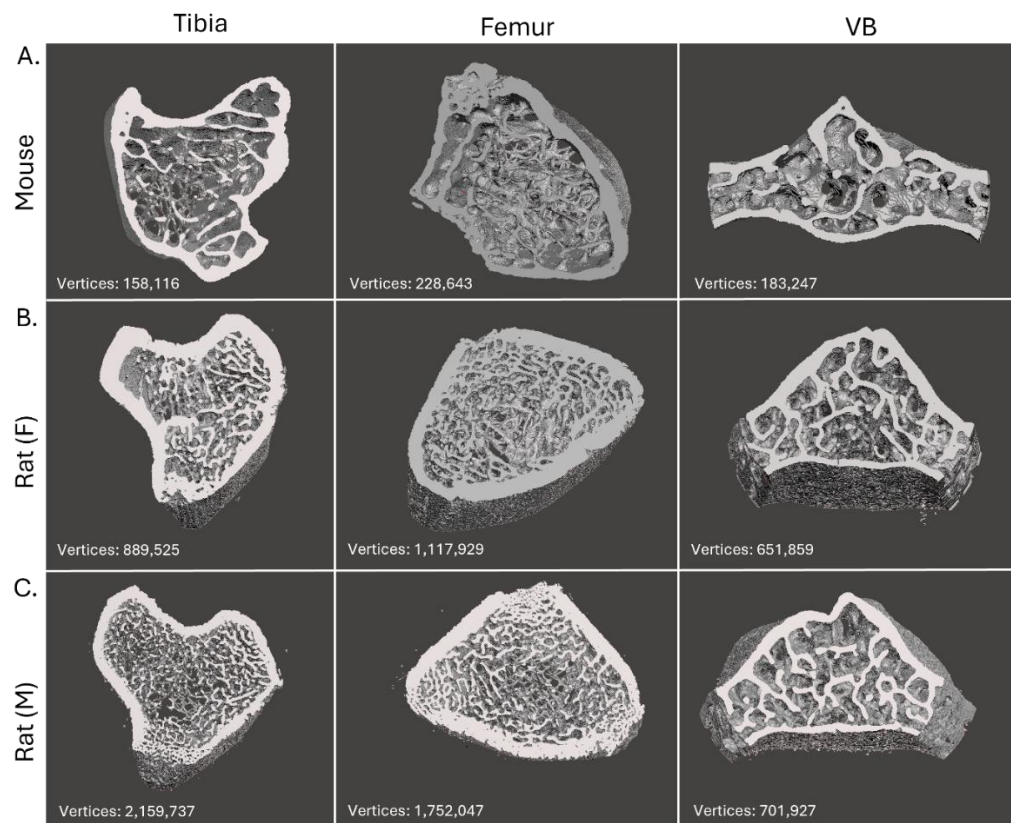 Tibia
Femur
VB
A.
Mouse
Vertices: 158,116
Vertices: 228,643
Vertices: 183,247
B.
Rat (F)
Vertices: 889,525
Vertices: 1,117,929
Vertices: 651,859
C.
Rat (M)
Vertices: 2,159,737
Vertices: 1,752,047
Vertices: 701,927